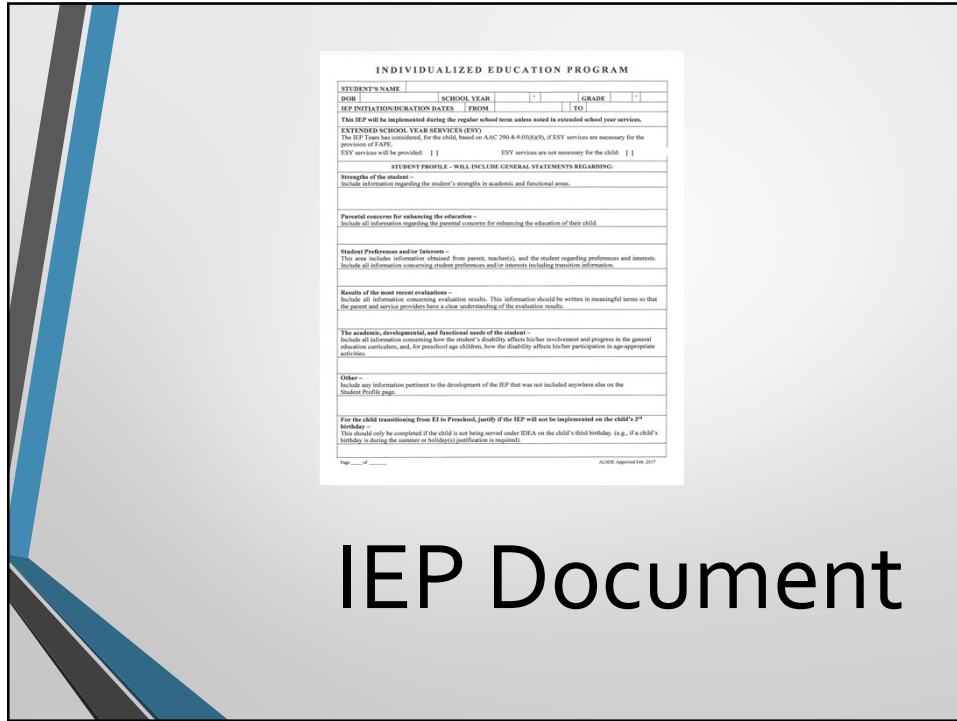 INDIVIDUALIZED EDUCATION PROGRAM
STUDENT'S NAME
DOB SCHOOL YEAR - GRADE -
IEP INITIATION/DURATION DATES FROM TO
This IEP will be implemented during the regular school term unless noted in extended school year services.
EXTENDED SCHOOL YEAR SERVICES (ESY)
The IEP Team has considered, for the child, based on AAC 290-8-9.05(6)(9), if ESY services are necessary for the
provision of FAPE.
ESY services will be provided: [ ] ESY services are not necessary for the child: [ ]
STUDENT PROFILE – WILL INCLUDE GENERAL STATEMENTS REGARDING:
Strengths of the student –
Include information regarding the student's strengths in academic and functional areas.
Parental concerns for enhancing the education –
Include all information regarding the parental concerns for enhancing the education of their child.
Student Preferences and/or Interests –
This area includes information obtained from parent, teacher(s), and the student regarding preferences and interests.
Include all information concerning student preferences and/or interests including transition information.
Results of the most recent evaluations –
Include all information concerning evaluation results. This information should be written in meaningful terms so that
the parent and service providers have a clear understanding of the evaluation results.
The academic, developmental, and functional needs of the student –
Include all information concerning how the student's disability affects his/her involvement and progress in the general
education curriculum, and, for preschool age children, how the disability affects his/her participation in age-appropriate
activities.
Other –
Include any information pertinent to the development of the IEP that was not included anywhere else on the
Student Profile page.
For the child transitioning from EI to Preschool, justify if the IEP will not be implemented on the child's 3rd
birthday –
This should only be completed if the child is not being served under IDEA on the child's third birthday. (e.g., if a child's
birthday is during the summer or holiday(s) justification is required).
Page ____ of ______ ALSDE Approved Feb. 2017
IEP Document